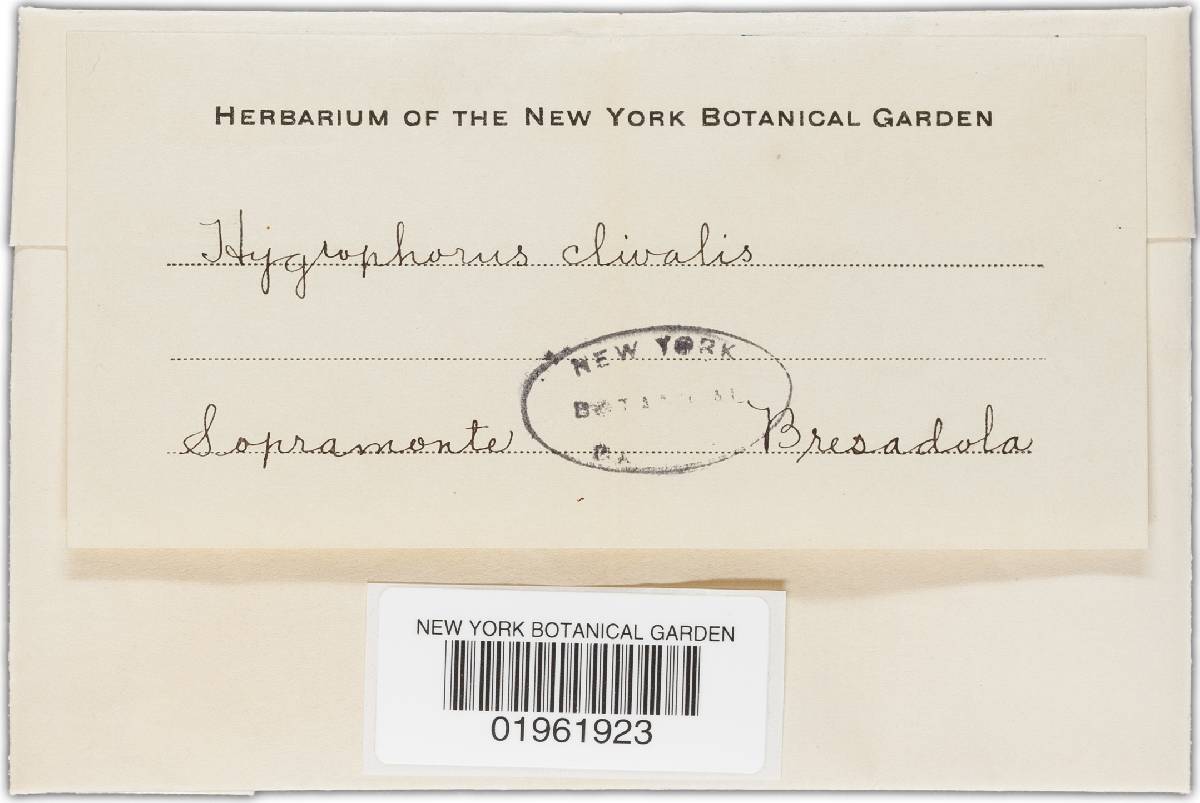 HERBARIUM OF THE NEW YORK BOTANICAL GARDEN
Hygrophorus clivalis
NEW YORK
Sopramonte Bresadola
NEW YORK BOTANICAL GARDEN
01961923